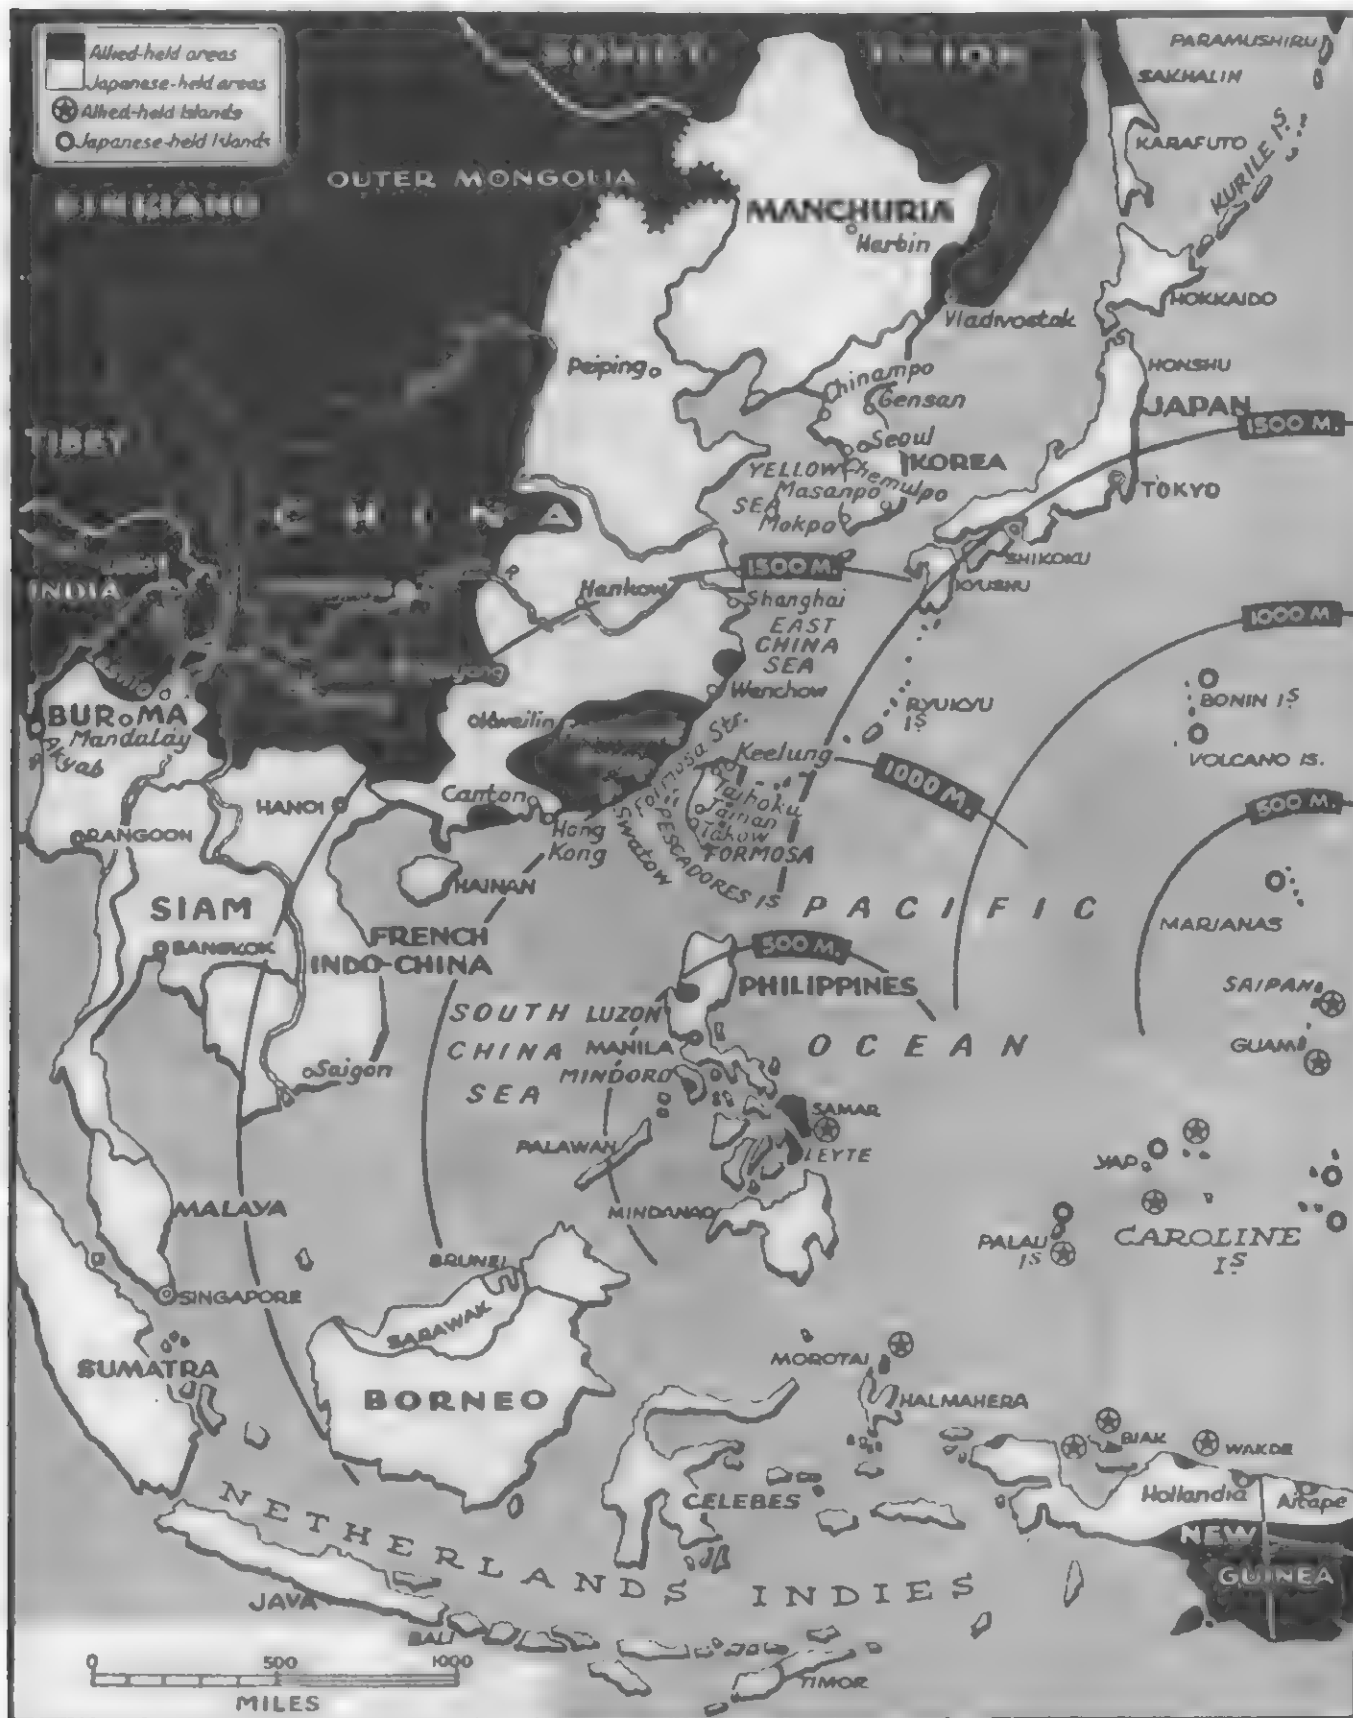 Allied-held areas
Japanese-held areas
Allied-held Islands
Japanese-held Islands
SOVIET UNION
PARAMUSHIRU
SAKHALIN
KARAFUTO
KURILE IS.
OUTER MONGOLIA
SINKIANG
MANCHURIA
Harbin
HOKKAIDO
Vladivostok
Peiping
HONSHU
Chinampo
Gensan
JAPAN
1500 M.
TIBET
Seoul
KOREA
YELLOW
SEA
Chemulpo
Masanpo
Mokpo
TOKYO
CHINA
SHIKOKU
KYUSHU
1500 M.
INDIA
Hankow
Shanghai
1000 M.
EAST
CHINA
SEA
Wenchow
RYUKYU
IS
BONIN IS
VOLCANO IS.
BURMA
Mandalay
Akyab
Kweilin
Formosa Str.
Keelung
Taihoku
Tainan
Takow
FORMOSA
PESCADORES IS
Swatow
1000 M.
500 M.
HANOI
Canton
Hong
Kong
RANGOON
HAINAN
SIAM
BANGKOK
FRENCH
INDO-CHINA
PACIFIC
OCEAN
MARIANAS
500 M.
PHILIPPINES
SAIPAN
GUAM
SOUTH
CHINA
SEA
LUZON
MANILA
MINDORO
Saigon
SAMAR
LEYTE
PALAWAN
YAP
MINDANAO
MALAYA
PALAU
IS
CAROLINE
IS
BRUNEI
SINGAPORE
SARAWAK
SUMATRA
BORNEO
MOROTAI
HALMAHERA
BIAK
WAKDE
CELEBES
Hollandia
Aitape
NEW
GUINEA
NETHERLANDS INDIES
JAVA
BALI
TIMOR
0 500 1000
MILES